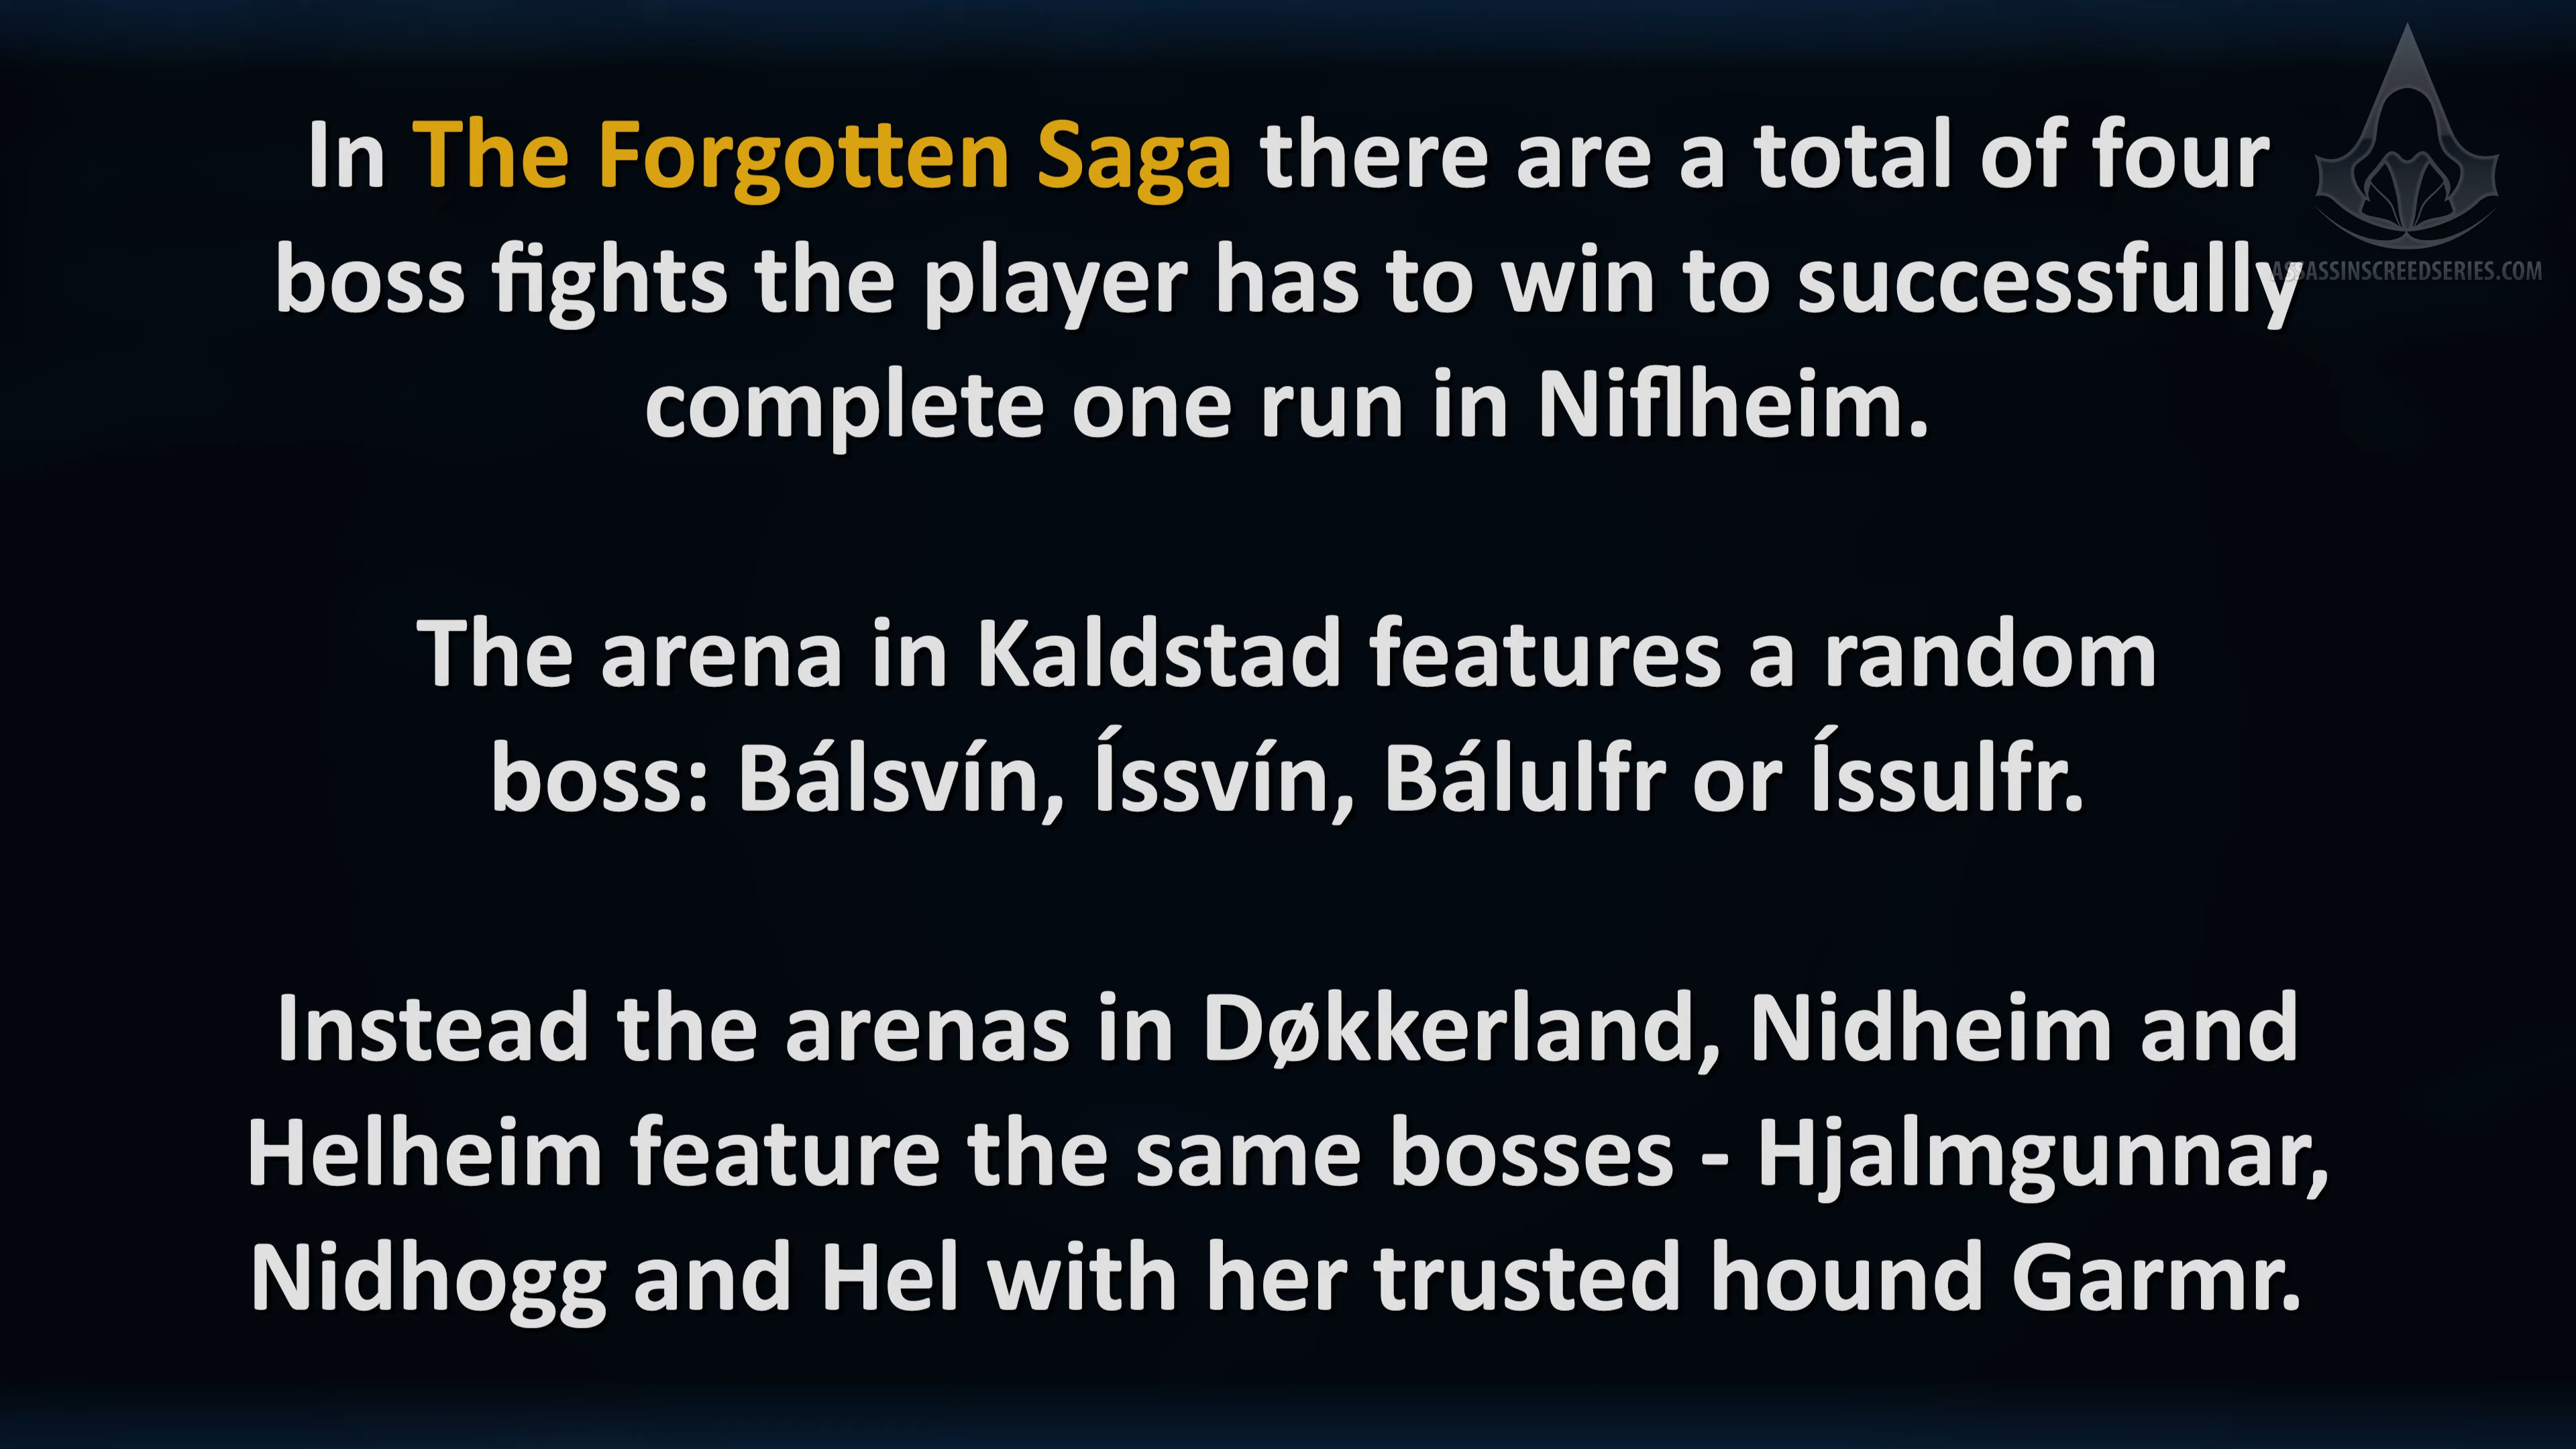 In The Forgotten Saga there are a total of four
boss fights the player has to win to successfully
complete one run in Niflheim.
The arena in Kaldstad features a random
boss: Bálsvín, Íssvín, Bálulfr or Íssulfr.
Instead the arenas in Døkkerland, Nidheim and
Helheim feature the same bosses - Hjalmgunnar,
Nidhogg and Hel with her trusted hound Garmr.
ASSASSINSCREEDSERIES.COM